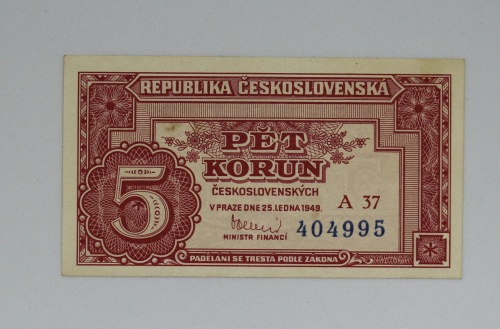 REPUBLIKA ČESKOSLOVENSKÁ
PĚT
KORUN
ČESKOSLOVENSKÝCH
A 37
V PRAZE DNE 25. LEDNA 1949.
5
404995
MINISTR FINANCÍ
PADĚLÁNÍ SE TRESTÁ PODLE ZÁKONA